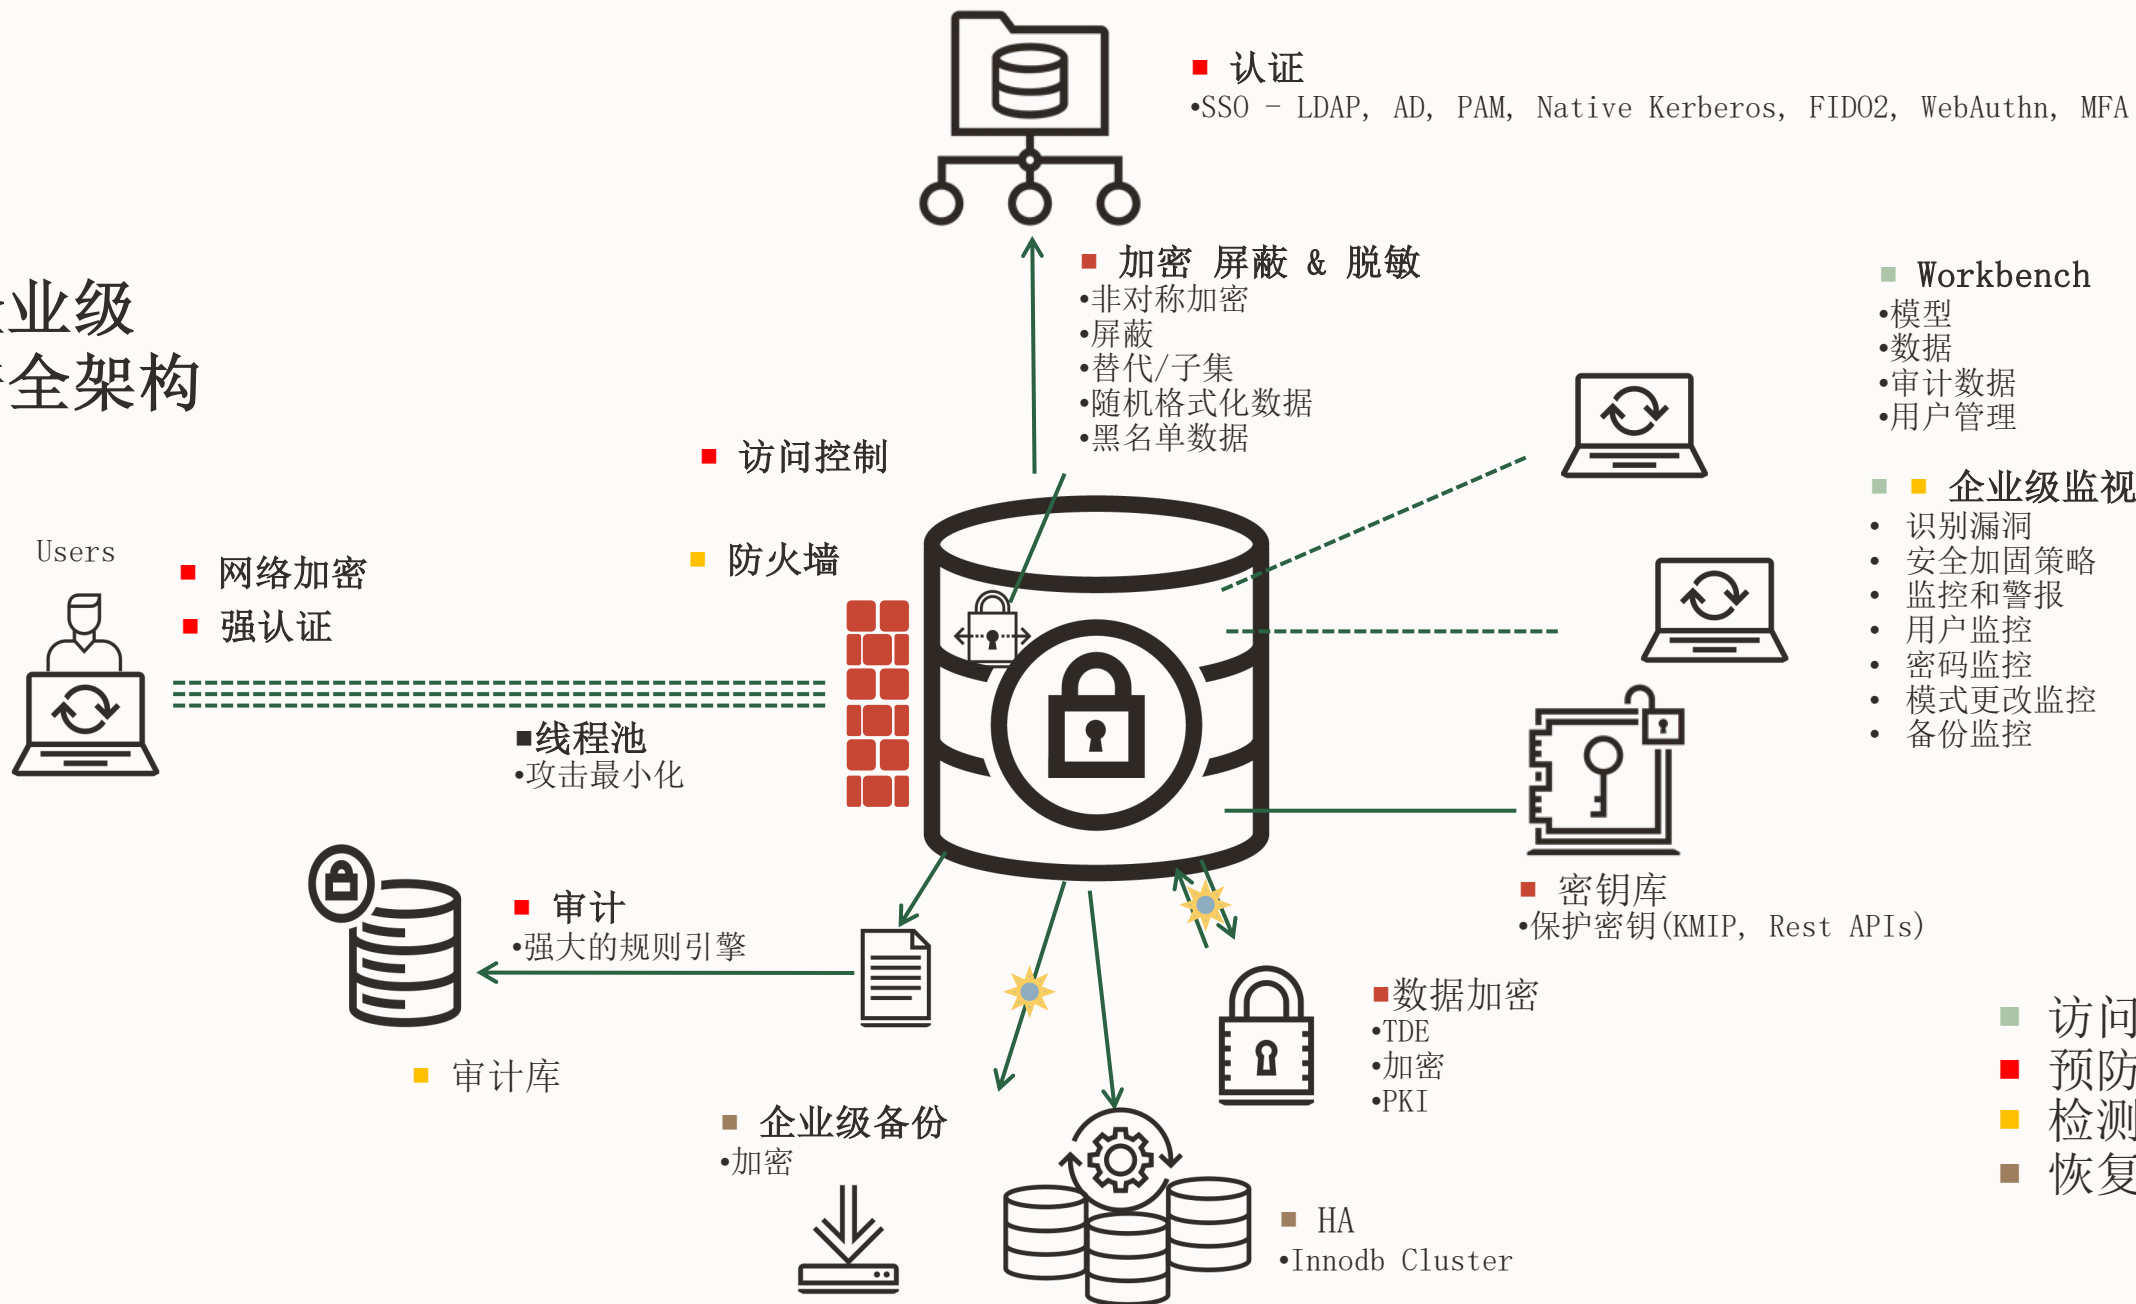 认证
•SSO - LDAP, AD, PAM, Native Kerberos, FIDO2, WebAuthn, MFA
业级
全架构
加密 屏蔽 & 脱敏
•非对称加密
•屏蔽
•替代/子集
•随机格式化数据
•黑名单数据
Workbench
•模型
•数据
•审计数据
•用户管理
访问控制
防火墙
企业级监视
• 识别漏洞
• 安全加固策略
• 监控和警报
• 用户监控
• 密码监控
• 模式更改监控
• 备份监控
Users
网络加密
强认证
线程池
•攻击最小化
密钥库
•保护密钥(KMIP, Rest APIs)
审计
•强大的规则引擎
审计库
数据加密
•TDE
•加密
•PKI
企业级备份
•加密
HA
•Innodb Cluster
访问
预防
检测
恢复